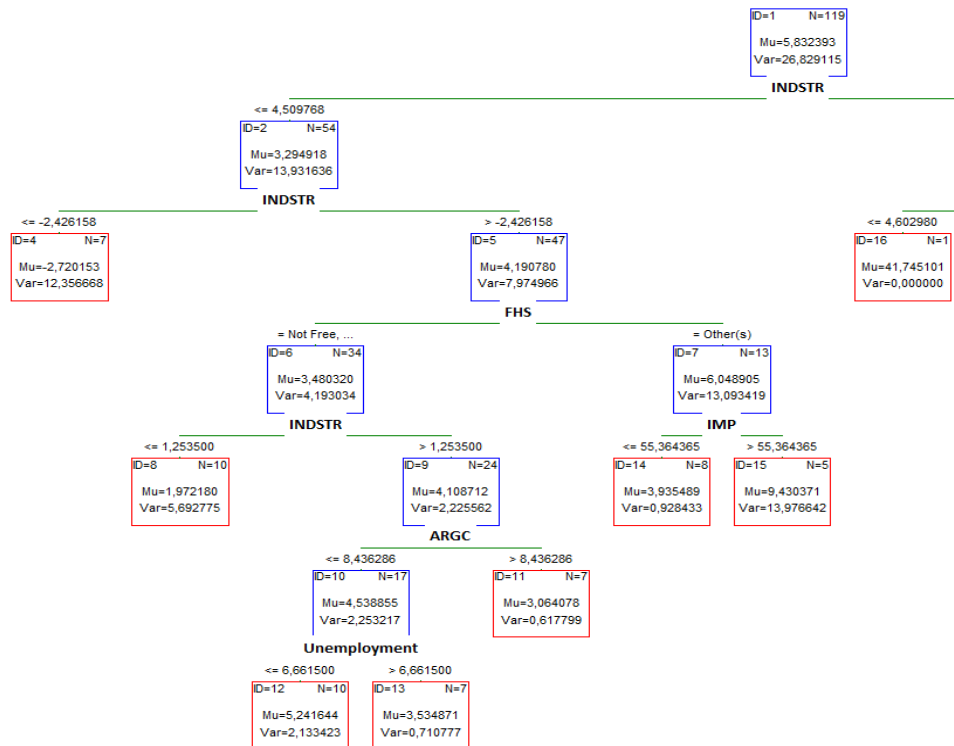 ID=1 N=119
Mu=5,832393
Var=26,829115
INDSTR
<= 4,509768
ID=2 N=54
Mu=3,294918
Var=13,931636
INDSTR
<= -2,426158 > -2,426158 <= 4,602980
ID=4 N=7 ID=5 N=47 ID=16 N=1
Mu=-2,720153 Mu=4,190780 Mu=41,745101
Var=12,356668 Var=7,974966 Var=0,000000
FHS
= Not Free, ... = Other(s)
ID=6 N=34 ID=7 N=13
Mu=3,480320 Mu=6,048905
Var=4,193034 Var=13,093419
INDSTR IMP
<= 1,253500 > 1,253500 <= 55,364365 > 55,364365
ID=8 N=10 ID=9 N=24 ID=14 N=8 ID=15 N=5
Mu=1,972180 Mu=4,108712 Mu=3,935489 Mu=9,430371
Var=5,692775 Var=2,225562 Var=0,928433 Var=13,976642
ARGC
<= 8,436286 > 8,436286
ID=10 N=17 ID=11 N=7
Mu=4,538855 Mu=3,064078
Var=2,253217 Var=0,617799
Unemployment
<= 6,661500 > 6,661500
ID=12 N=10 ID=13 N=7
Mu=5,241644 Mu=3,534871
Var=2,133423 Var=0,710777